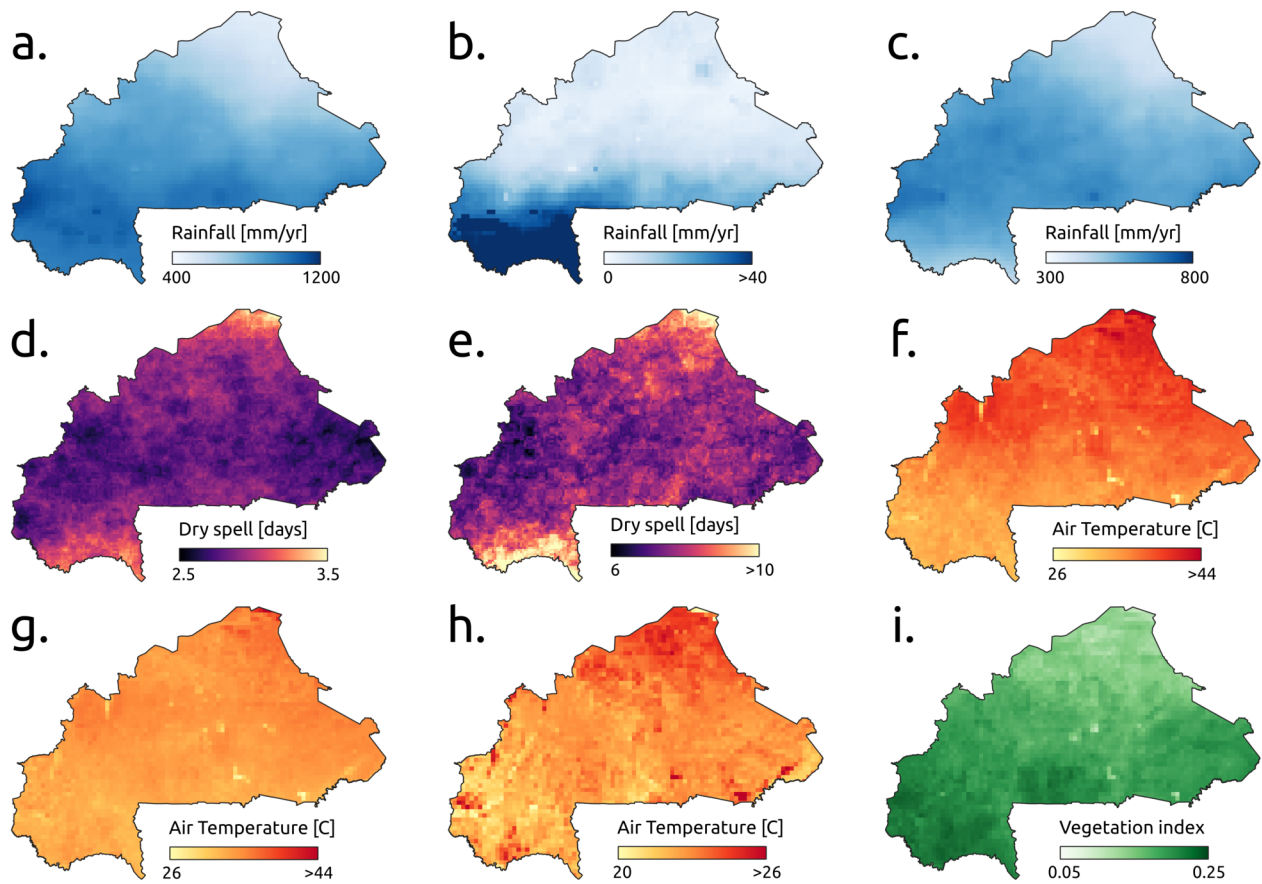 a.
b.
c.
Rainfall [mm/yr]
400 1200
Rainfall [mm/yr]
0 >40
Rainfall [mm/yr]
300 800
d.
e.
f.
Dry spell [days]
2.5 3.5
Dry spell [days]
6 >10
Air Temperature [C]
26 >44
g.
h.
i.
Air Temperature [C]
26 >44
Air Temperature [C]
20 >26
Vegetation index
0.05 0.25